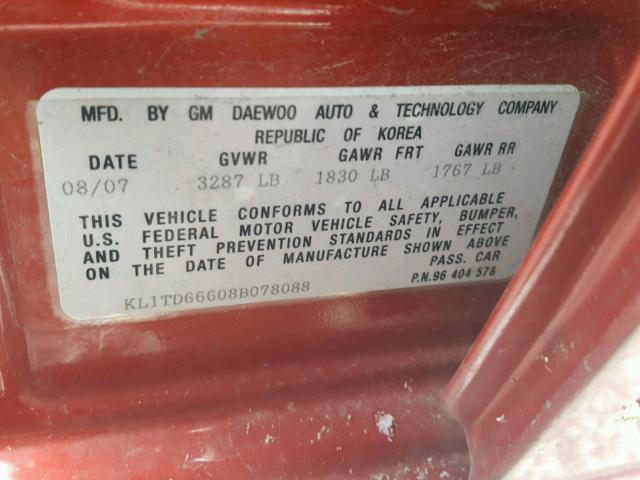 MFD. BY GM DAEWOO AUTO & TECHNOLOGY COMPANY
REPUBLIC OF KOREA
DATE GVWR GAWR FRT GAWR RR
08/07 3287 LB 1830 LB 1767 LB
THIS VEHICLE CONFORMS TO ALL APPLICABLE
U.S. FEDERAL MOTOR VEHICLE SAFETY, BUMPER,
AND THEFT PREVENTION STANDARDS IN EFFECT
ON THE DATE OF MANUFACTURE SHOWN ABOVE
PASS. CAR
KL1TD66608B078088 P.N.96 404 578